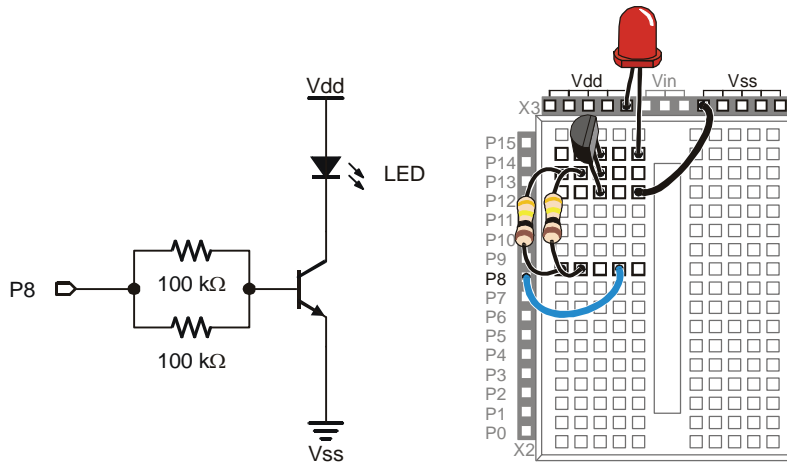 Vdd
LED
P8
100 kΩ
100 kΩ
Vss
Vdd
Vin
Vss
X3
P15
P14
P13
P12
P11
P10
P9
P8
P7
P6
P5
P4
P3
P2
P1
P0
X2